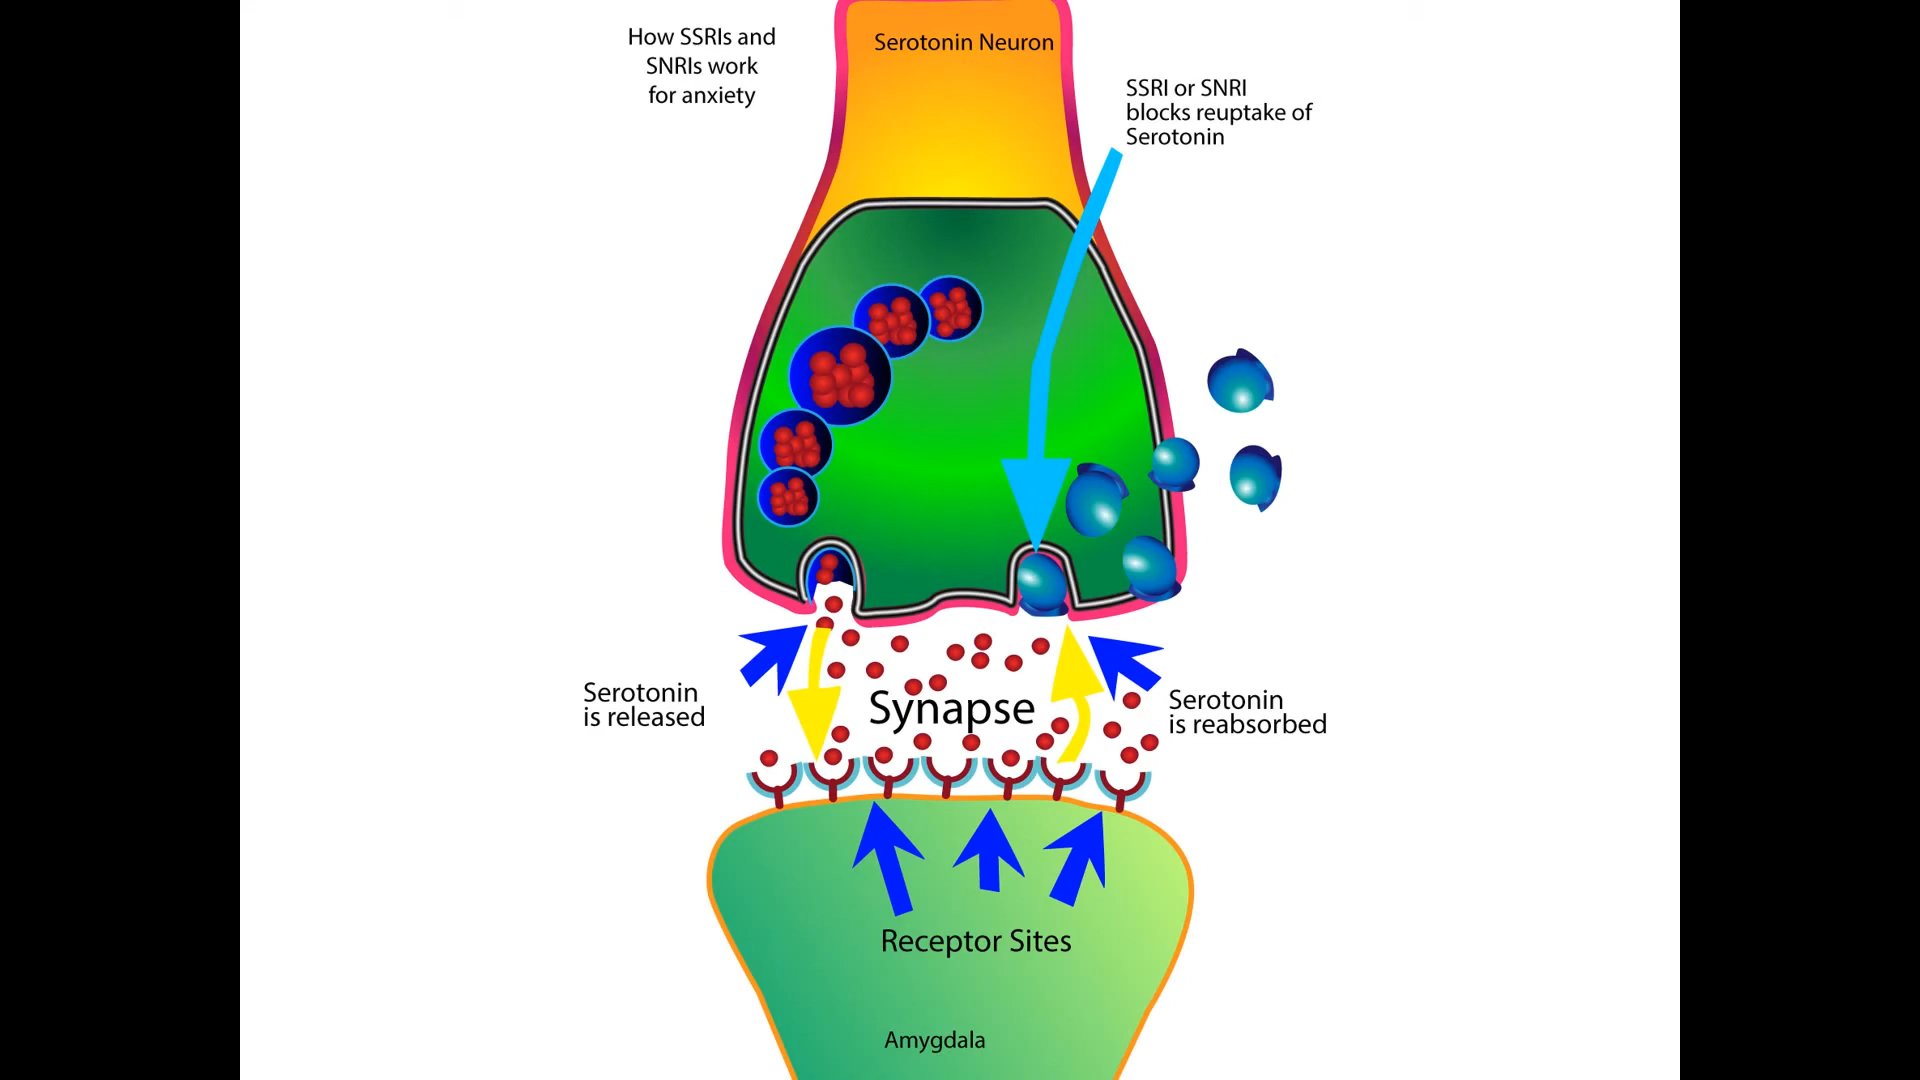 How SSRIs and
SNRIs work
for anxiety
Serotonin Neuron
SSRI or SNRI
blocks reuptake of
Serotonin
Serotonin
is released
Synapse
Serotonin
is reabsorbed
Receptor Sites
Amygdala